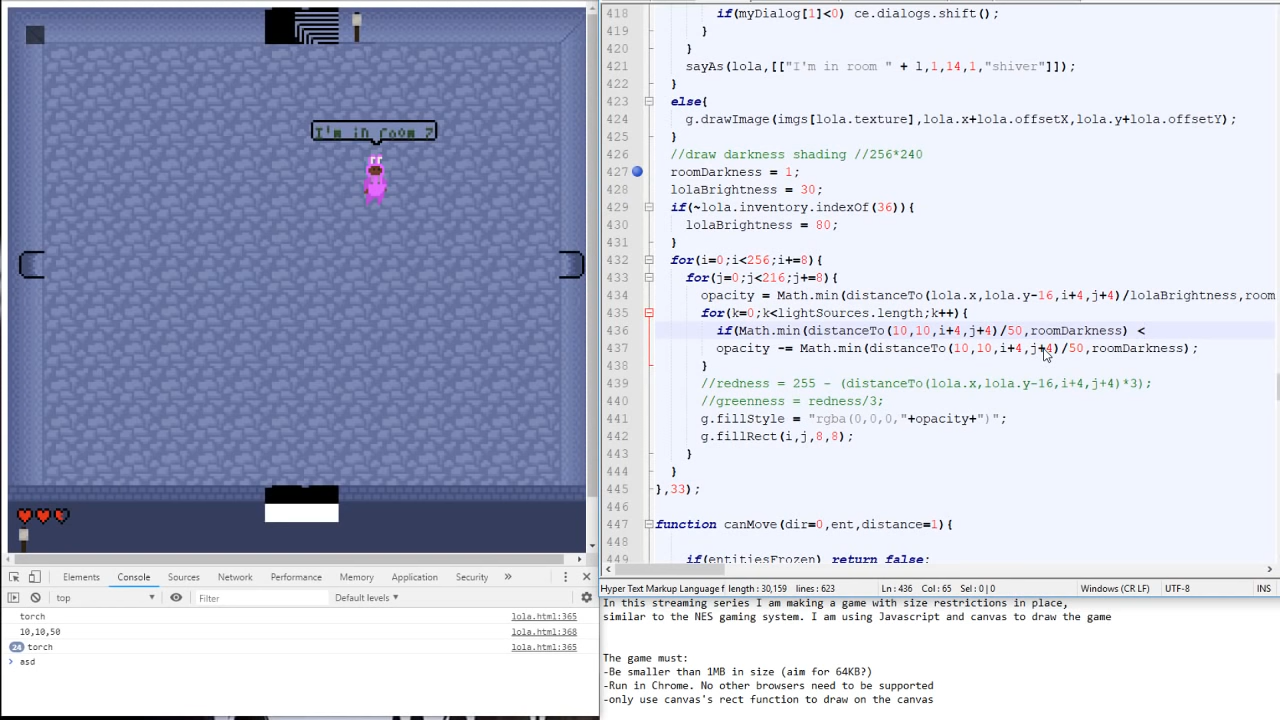 I'm in room 7
Elements Console Sources Network Performance Memory Application Security »
top Filter Default levels
torch lola.html:365
10,10,50 lola.html:368
24 torch lola.html:365
> asd
418 if(myDialog[1]<0) ce.dialogs.shift();
419 }
420 }
421 sayAs(lola,[["I'm in room " + l,1,14,1,"shiver"]]);
422 }
423 else{
424 g.drawImage(imgs[lola.texture],lola.x+lola.offsetX,lola.y+lola.offsetY);
425 }
426 //draw darkness shading //256*240
427 roomDarkness = 1;
428 lolaBrightness = 30;
429 if(~lola.inventory.indexOf(36)){
430 lolaBrightness = 80;
431 }
432 for(i=0;i<256;i+=8){
433 for(j=0;j<216;j+=8){
434 opacity = Math.min(distanceTo(lola.x,lola.y-16,i+4,j+4)/lolaBrightness,room
435 for(k=0;k<lightSources.length;k++){
436 if(Math.min(distanceTo(10,10,i+4,j+4)/50,roomDarkness) <
437 opacity -= Math.min(distanceTo(10,10,i+4,j+4)/50,roomDarkness);
438 }
439 //redness = 255 - (distanceTo(lola.x,lola.y-16,i+4,j+4)*3);
440 //greenness = redness/3;
441 g.fillStyle = "rgba(0,0,0,"+opacity+")";
442 g.fillRect(i,j,8,8);
443 }
444 }
445 },33);
446
447 function canMove(dir=0,ent,distance=1){
448
449 if(entitiesFrozen) return false;
Hyper Text Markup Language f length : 30,159 lines : 623 Ln : 436 Col : 65 Sel : 0 | 0 Windows (CR LF) UTF-8 INS
In this streaming series I am making a game with size restrictions in place,
similar to the NES gaming system. I am using Javascript and canvas to draw the game
The game must:
-Be smaller than 1MB in size (aim for 64KB?)
-Run in Chrome. No other browsers need to be supported
-only use canvas's rect function to draw on the canvas